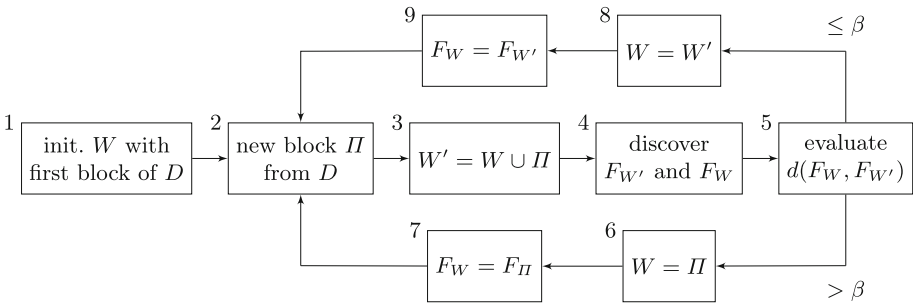 9
F_W = F_{W'}
8
W = W'
≤ β
1
init. W with
first block of D
2
new block Π
from D
3
W' = W ∪ Π
4
discover
F_{W'} and F_W
5
evaluate
d(F_W, F_{W'})
7
F_W = F_Π
6
W = Π
> β